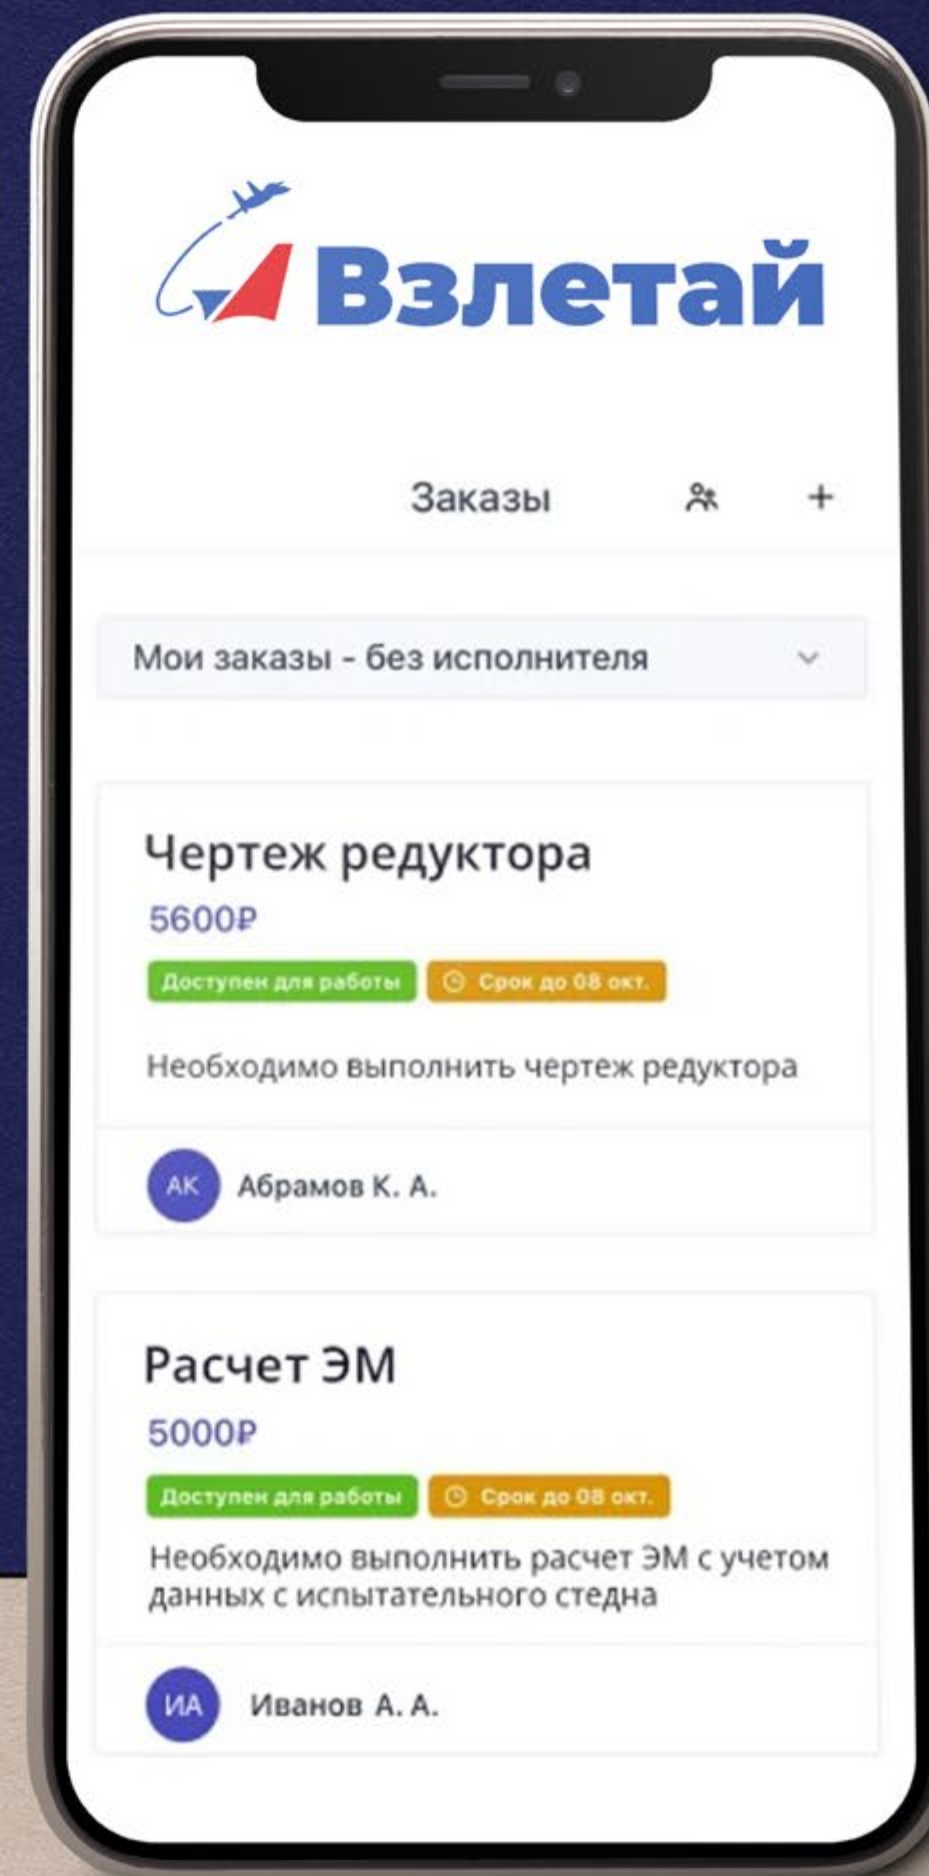 Взлетай
Заказы
Мои заказы - без исполнителя
Чертеж редуктора
5600₽
Доступен для работы
Срок до 08 окт.
Необходимо выполнить чертеж редуктора
АК
Абрамов К. А.
Расчет ЭМ
5000₽
Доступен для работы
Срок до 08 окт.
Необходимо выполнить расчет ЭМ с учетом
данных с испытательного стедна
ИА
Иванов А. А.